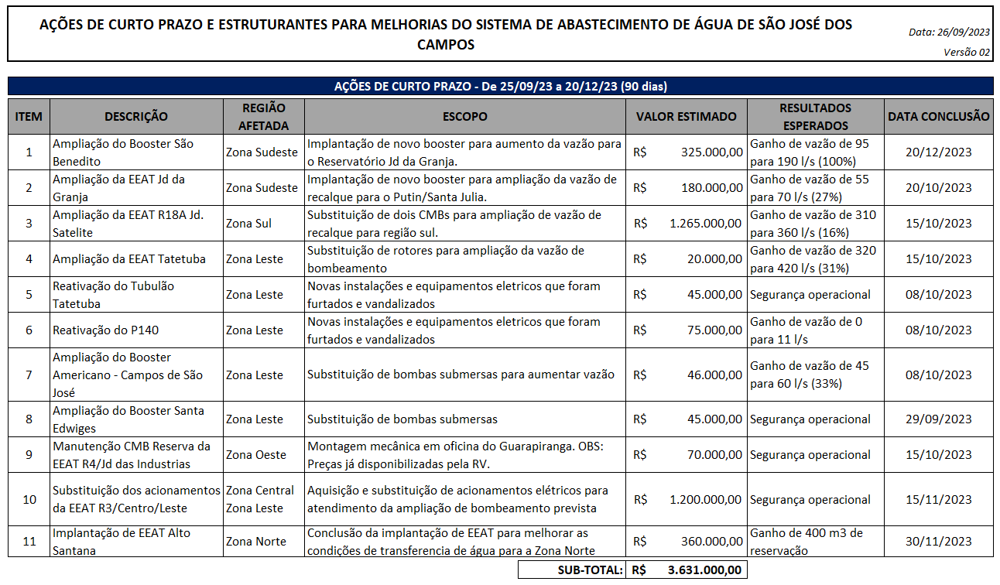 AÇÕES DE CURTO PRAZO E ESTRUTURANTES PARA MELHORIAS DO SISTEMA DE ABASTECIMENTO DE ÁGUA DE SÃO JOSÉ DOS
CAMPOS
Data: 26/09/2023
Versão 02
AÇÕES DE CURTO PRAZO - De 25/09/23 a 20/12/23 (90 dias)
ITEM DESCRIÇÃO REGIÃO AFETADA ESCOPO VALOR ESTIMADO RESULTADOS ESPERADOS DATA CONCLUSÃO
1
Ampliação do Booster São
Benedito
Zona Sudeste
Implantação de novo booster para aumento da vazão para
o Reservatório Jd da Granja.
R$ 325.000,00
Ganho de vazão de 95
para 190 l/s (100%)
20/12/2023
2
Ampliação da EEAT Jd da
Granja
Zona Sudeste
Implantação de novo booster para ampliação da vazão de
recalque para o Putin/Santa Julia.
R$ 180.000,00
Ganho de vazão de 55
para 70 l/s (27%)
20/10/2023
3
Ampliação da EEAT R18A Jd.
Satelite
Zona Sul
Substituição de dois CMBs para ampliação de vazão de
recalque para região sul.
R$ 1.265.000,00
Ganho de vazão de 310
para 360 l/s (16%)
15/10/2023
4
Ampliação da EEAT Tatetuba
Zona Leste
Substituição de rotores para ampliação da vazão de
bombeamento
R$ 20.000,00
Ganho de vazão de 320
para 420 l/s (31%)
15/10/2023
5
Reativação do Tubulão
Tatetuba
Zona Leste
Novas instalações e equipamentos eletricos que foram
furtados e vandalizados
R$ 45.000,00
Segurança operacional
08/10/2023
6
Reativação do P140
Zona Leste
Novas instalações e equipamentos eletricos que foram
furtados e vandalizados
R$ 75.000,00
Ganho de vazão de 0
para 11 l/s
08/10/2023
7
Ampliação do Booster
Americano - Campos de São
José
Zona Leste
Substituição de bombas submersas para aumentar vazão
R$ 46.000,00
Ganho de vazão de 45
para 60 l/s (33%)
08/10/2023
8
Ampliação do Booster Santa
Edwiges
Zona Leste
Substituição de bombas submersas
R$ 45.000,00
Segurança operacional
29/09/2023
9
Manutenção CMB Reserva da
EEAT R4/Jd das Industrias
Zona Oeste
Montagem mecânica em oficina do Guarapiranga. OBS:
Preços já disponibilizadas pela RV.
R$ 70.000,00
Segurança operacional
15/10/2023
10
Substituição dos acionamentos
da EEAT R3/Centro/Leste
Zona Central
Zona Leste
Aquisição e substituição de acionamentos elétricos para
atendimento da ampliação de bombeamento prevista
R$ 1.200.000,00
Segurança operacional
15/11/2023
11
Implantação de EEAT Alto
Santana
Zona Norte
Conclusão da implantação de EEAT para melhorar as
condições de transferencia de água para a Zona Norte
R$ 360.000,00
Ganho de 400 m3 de
reservação
30/11/2023
SUB-TOTAL: R$ 3.631.000,00